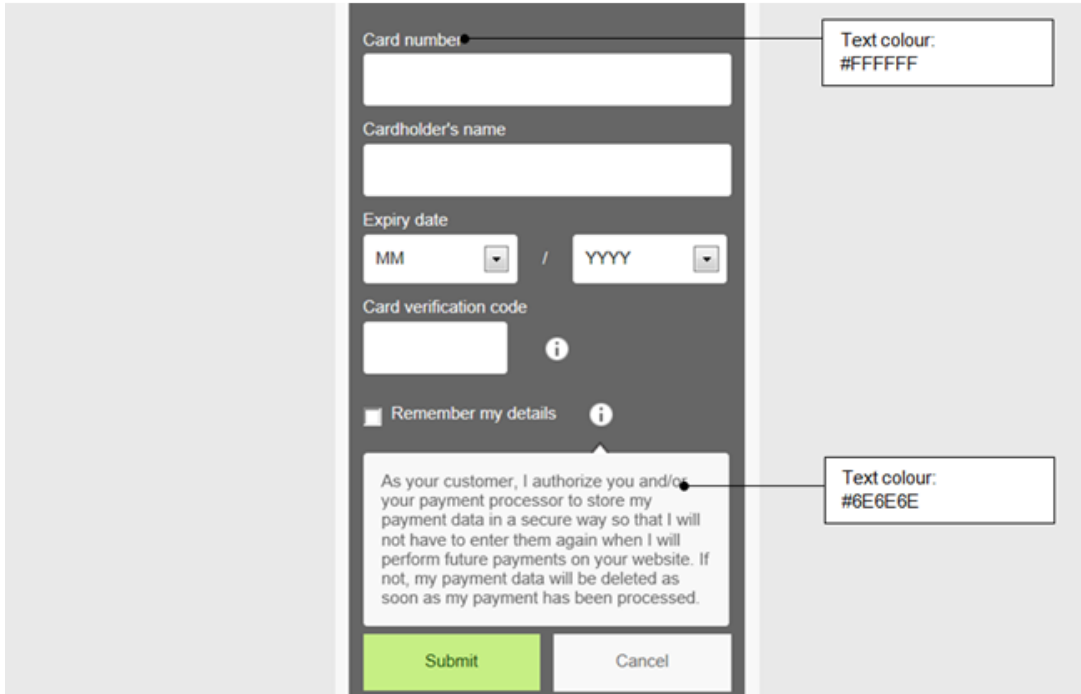 Card number
Text colour:
#FFFFFF
Cardholder's name
Expiry date
MM / YYYY
Card verification code
Remember my details
As your customer, I authorize you and/or
your payment processor to store my
payment data in a secure way so that I will
not have to enter them again when I will
perform future payments on your website. If
not, my payment data will be deleted as
soon as my payment has been processed.
Text colour:
#6E6E6E
Submit Cancel